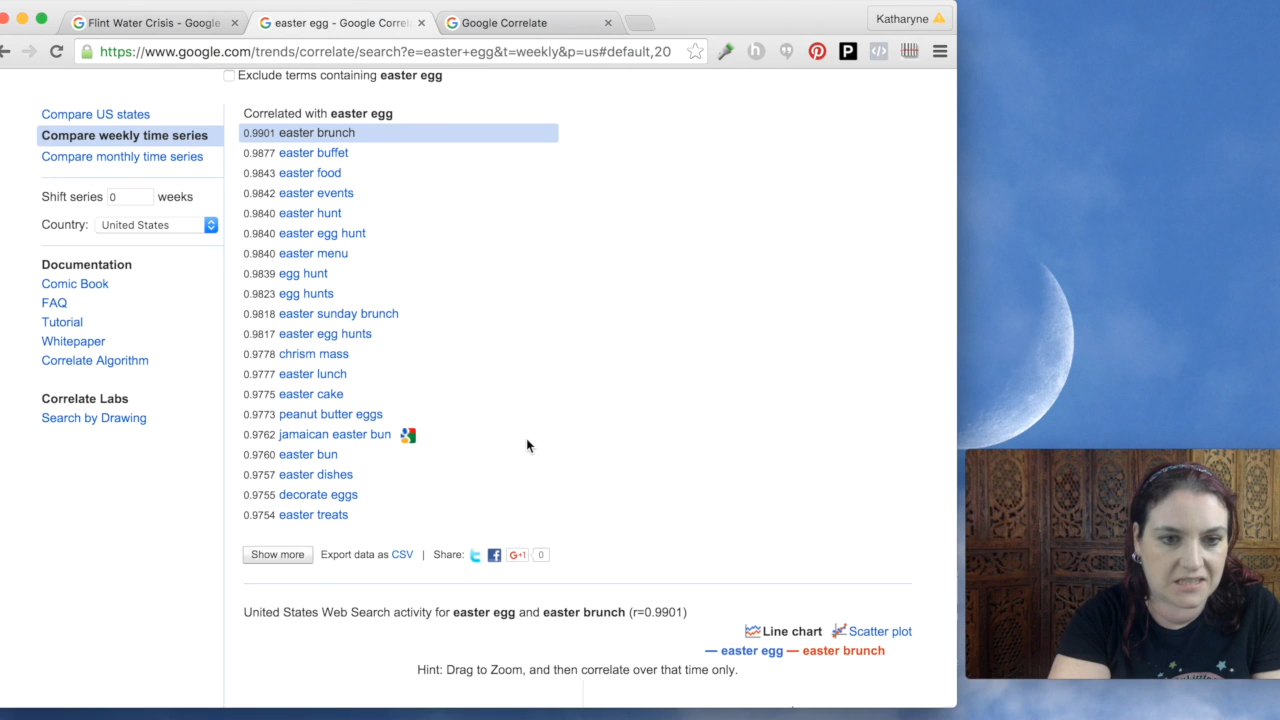 Flint Water Crisis - Google
easter egg - Google Correl
Google Correlate
Katharyne
https://www.google.com/trends/correlate/search?e=easter+egg&t=weekly&p=us#default,20
Exclude terms containing easter egg
Compare US states
Compare weekly time series
Compare monthly time series
Shift series 0 weeks
Country: United States
Documentation
Comic Book
FAQ
Tutorial
Whitepaper
Correlate Algorithm
Correlate Labs
Search by Drawing
Correlated with easter egg
0.9901 easter brunch
0.9877 easter buffet
0.9843 easter food
0.9842 easter events
0.9840 easter hunt
0.9840 easter egg hunt
0.9840 easter menu
0.9839 egg hunt
0.9823 egg hunts
0.9818 easter sunday brunch
0.9817 easter egg hunts
0.9778 chrism mass
0.9777 easter lunch
0.9775 easter cake
0.9773 peanut butter eggs
0.9762 jamaican easter bun
0.9760 easter bun
0.9757 easter dishes
0.9755 decorate eggs
0.9754 easter treats
Show more Export data as CSV | Share: G+1 0
United States Web Search activity for easter egg and easter brunch (r=0.9901)
Line chart Scatter plot
— easter egg — easter brunch
Hint: Drag to Zoom, and then correlate over that time only.